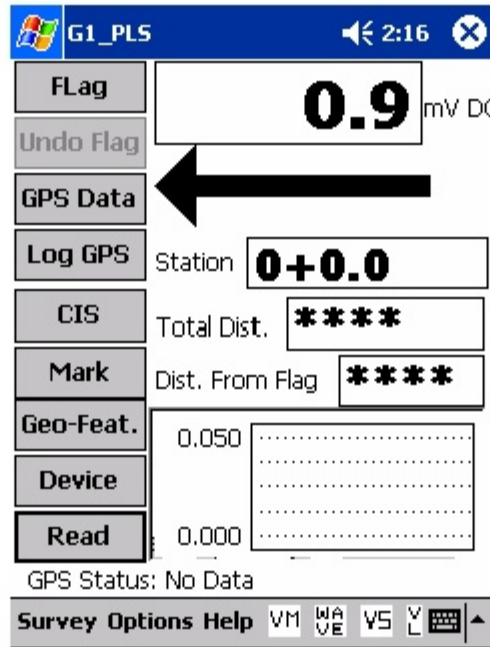 G1_PLS 2:16
FLag
0.9 mV DC
Undo Flag
GPS Data
Log GPS
Station 0+0.0
CIS
Total Dist. ****
Mark
Dist. From Flag ****
Geo-Feat.
0.050
Device
Read
0.000
GPS Status: No Data
Survey Options Help VM WAVE VS VL